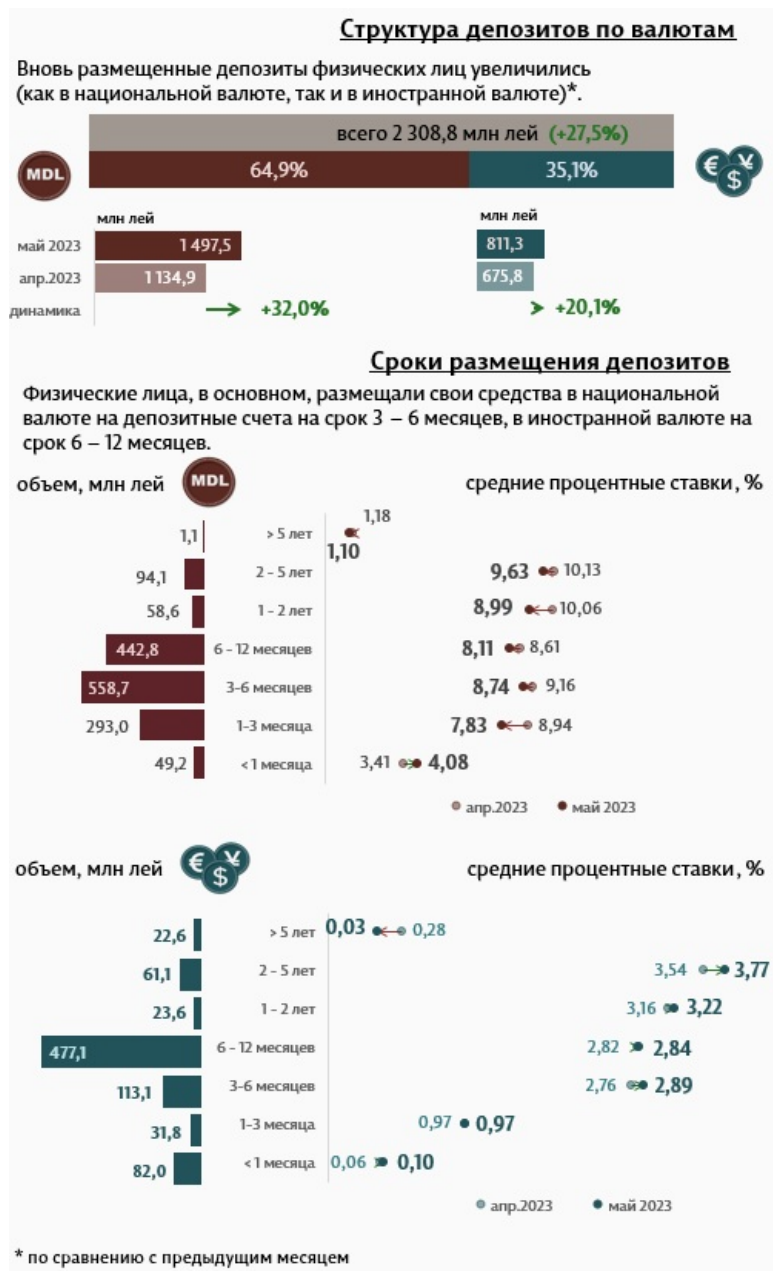 Структура депозитов по валютам
Вновь размещенные депозиты физических лиц увеличились
(как в национальной валюте, так и в иностранной валюте)*.
всего 2 308,8 млн лей (+27,5%)
MDL 64,9% 35,1% € ¥ $
млн лей млн лей
май 2023 1 497,5 811,3
апр.2023 1 134,9 675,8
динамика +32,0% +20,1%
Сроки размещения депозитов
Физические лица, в основном, размещали свои средства в национальной
валюте на депозитные счета на срок 3 – 6 месяцев, в иностранной валюте на
срок 6 – 12 месяцев.
объем, млн лей MDL средние процентные ставки, %
1,1 > 5 лет 1,10 1,18
94,1 2 - 5 лет 9,63 10,13
58,6 1 - 2 лет 8,99 10,06
442,8 6 - 12 месяцев 8,11 8,61
558,7 3-6 месяцев 8,74 9,16
293,0 1-3 месяца 7,83 8,94
49,2 < 1 месяца 3,41 4,08
апр.2023 май 2023
объем, млн лей € ¥ $ средние процентные ставки, %
22,6 > 5 лет 0,03 0,28
61,1 2 - 5 лет 3,54 3,77
23,6 1 - 2 лет 3,16 3,22
477,1 6 - 12 месяцев 2,82 2,84
113,1 3-6 месяцев 2,76 2,89
31,8 1-3 месяца 0,97 0,97
82,0 < 1 месяца 0,06 0,10
апр.2023 май 2023
* по сравнению с предыдущим месяцем